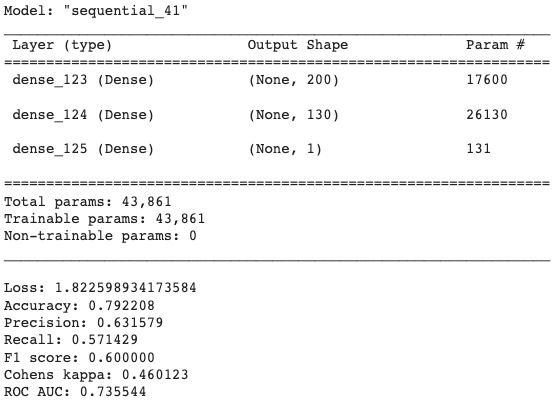 Model: "sequential_41"
Layer (type) Output Shape Param #
dense_123 (Dense) (None, 200) 17600
dense_124 (Dense) (None, 130) 26130
dense_125 (Dense) (None, 1) 131
Total params: 43,861
Trainable params: 43,861
Non-trainable params: 0
Loss: 1.822598934173584
Accuracy: 0.792208
Precision: 0.631579
Recall: 0.571429
F1 score: 0.600000
Cohens kappa: 0.460123
ROC AUC: 0.735544